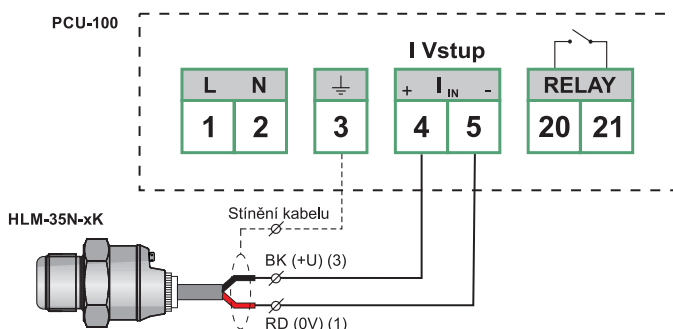 PCU-100
I Vstup
L N
+ I IN -
RELAY
1 2 3 4 5 20 21
Stínění kabelu
HLM-35N-xK
BK (+U) (3)
RD (0V) (1)